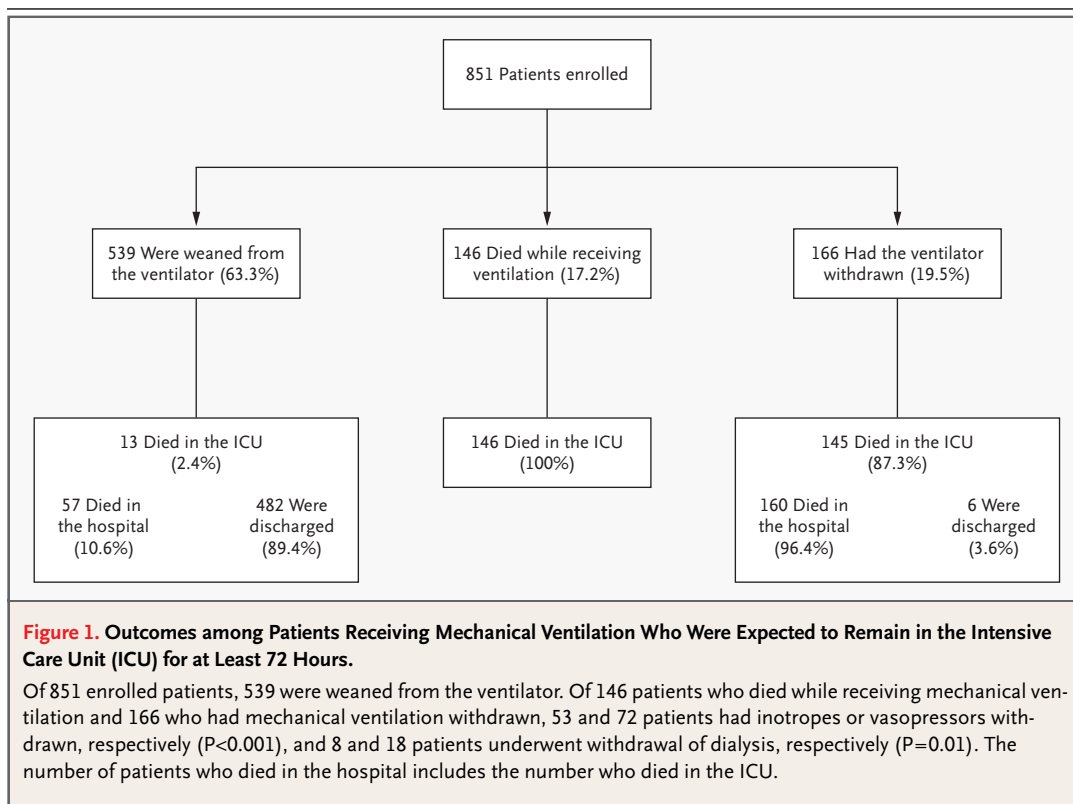 851 Patients enrolled
539 Were weaned from
the ventilator (63.3%)
146 Died while receiving
ventilation (17.2%)
166 Had the ventilator
withdrawn (19.5%)
13 Died in the ICU
(2.4%)
57 Died in
the hospital
(10.6%)
482 Were
discharged
(89.4%)
146 Died in the ICU
(100%)
145 Died in the ICU
(87.3%)
160 Died in
the hospital
(96.4%)
6 Were
discharged
(3.6%)
Figure 1. Outcomes among Patients Receiving Mechanical Ventilation Who Were Expected to Remain in the Intensive
Care Unit (ICU) for at Least 72 Hours.
Of 851 enrolled patients, 539 were weaned from the ventilator. Of 146 patients who died while receiving mechanical ven-
tilation and 166 who had mechanical ventilation withdrawn, 53 and 72 patients had inotropes or vasopressors with-
drawn, respectively (P<0.001), and 8 and 18 patients underwent withdrawal of dialysis, respectively (P=0.01). The
number of patients who died in the hospital includes the number who died in the ICU.